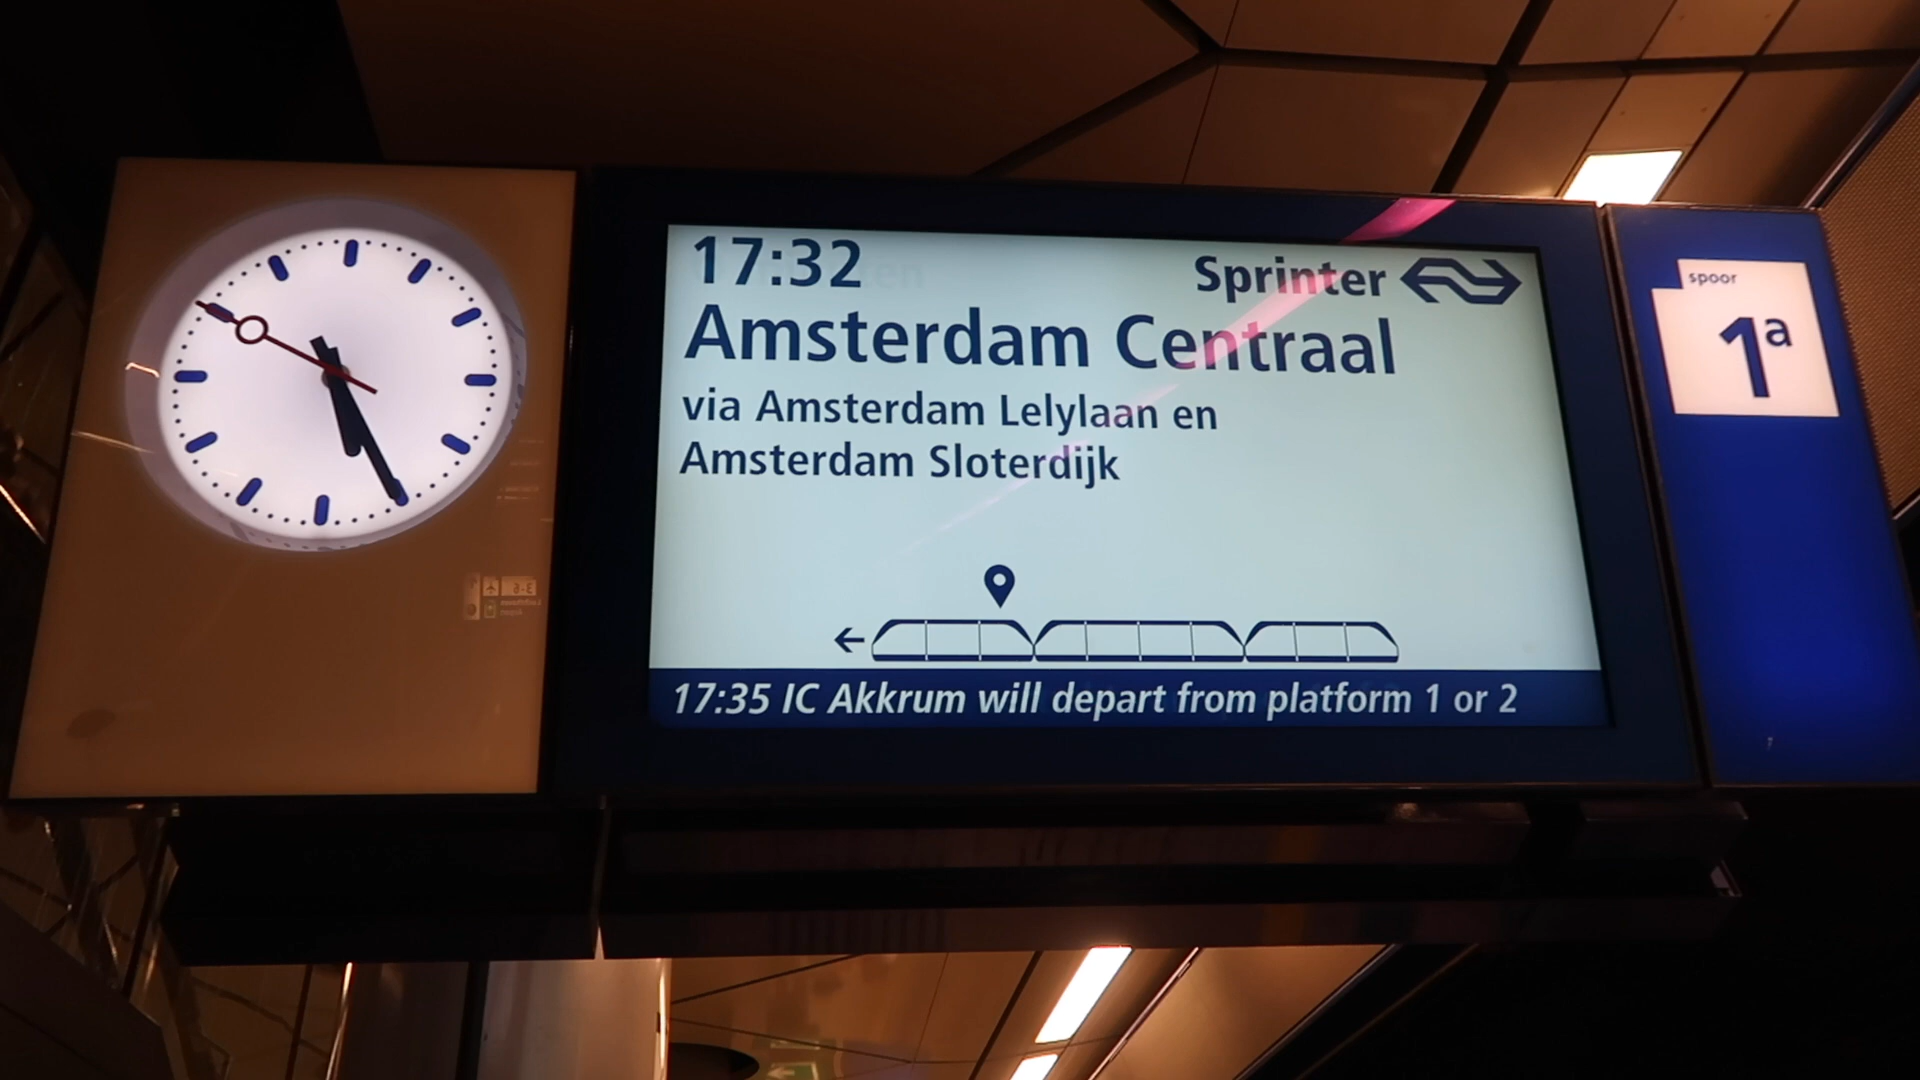 17:32
Sprinter
Amsterdam Centraal
via Amsterdam Lelylaan en
Amsterdam Sloterdijk
17:35 IC Akkrum will depart from platform 1 or 2
spoor
1a